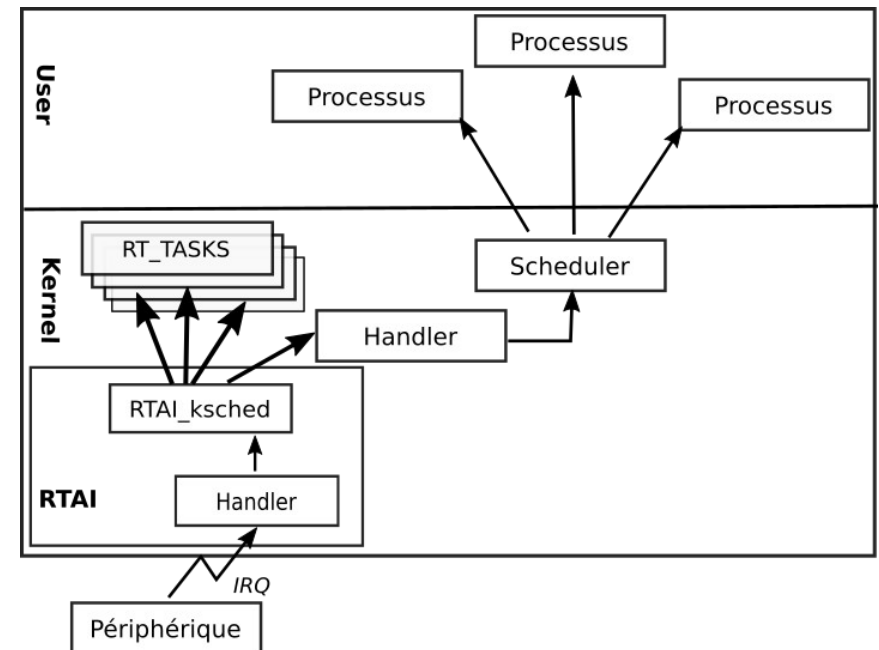 Processus
Processus
Processus
User
RT_TASKS
Scheduler
Kernel
Handler
RTAI_ksched
RTAI
Handler
IRQ
Périphérique